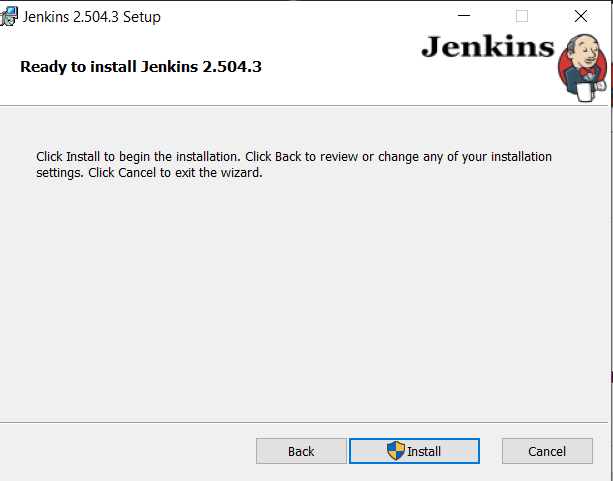 Jenkins 2.504.3 Setup
Jenkins
Ready to install Jenkins 2.504.3
Click Install to begin the installation. Click Back to review or change any of your installation
settings. Click Cancel to exit the wizard.
Back Install Cancel